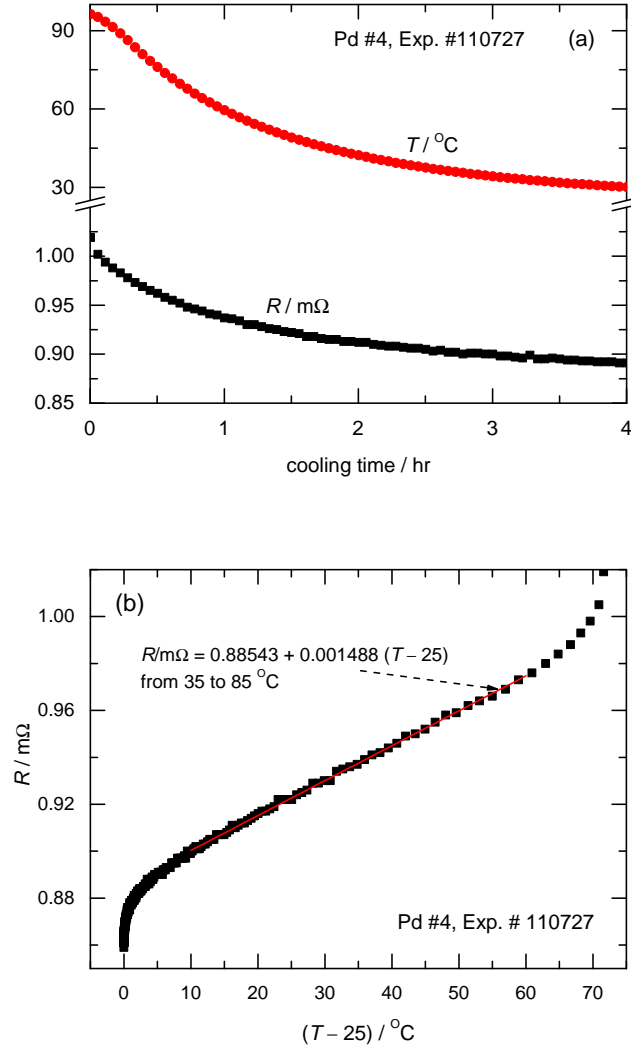 Pd #4, Exp. #110727 (a)
90
60
30
T / °C
1.00
0.95
0.90
0.85
R / mΩ
0 1 2 3 4
cooling time / hr
(b)
R/mΩ = 0.88543 + 0.001488 (T – 25)
from 35 to 85 °C
1.00
0.96
0.92
0.88
R / mΩ
Pd #4, Exp. # 110727
0 10 20 30 40 50 60 70
(T – 25) / °C